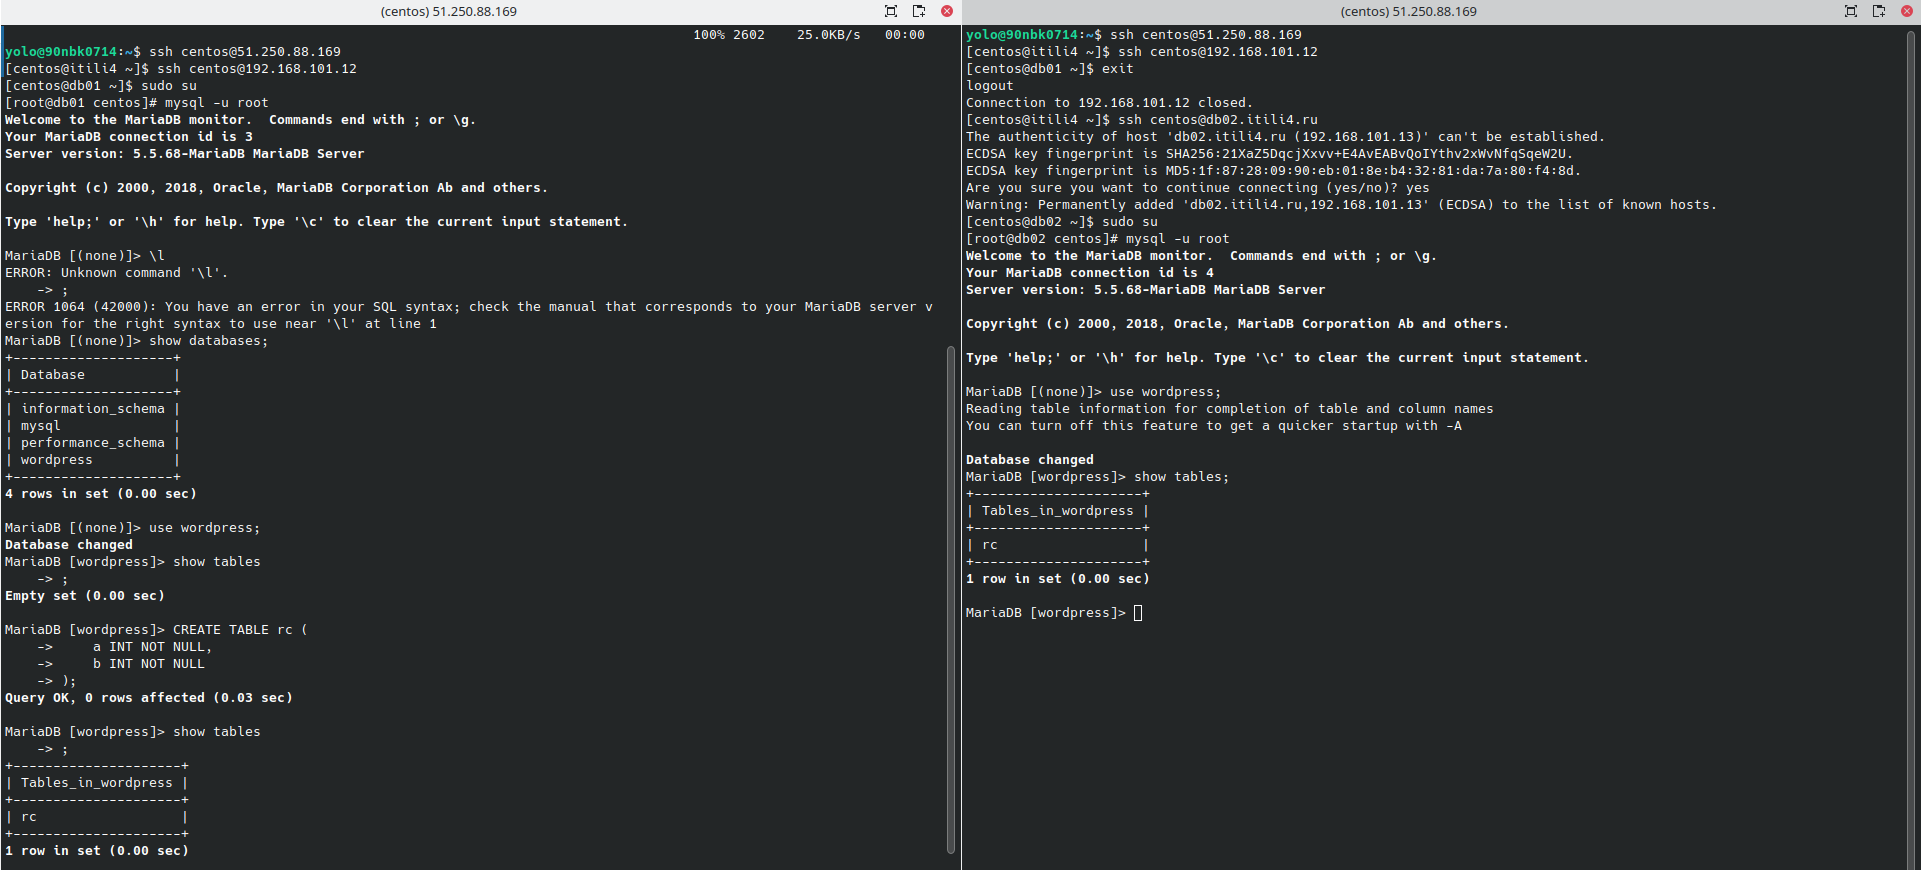 (centos) 51.250.88.169
100% 2602    25.0KB/s   00:00
yolo@90nbk0714:~$ ssh centos@51.250.88.169
[centos@itili4 ~]$ ssh centos@192.168.101.12
[centos@db01 ~]$ sudo su
[root@db01 centos]# mysql -u root
Welcome to the MariaDB monitor.  Commands end with ; or \g.
Your MariaDB connection id is 3
Server version: 5.5.68-MariaDB MariaDB Server
Copyright (c) 2000, 2018, Oracle, MariaDB Corporation Ab and others.
Type 'help;' or '\h' for help. Type '\c' to clear the current input statement.
MariaDB [(none)]> \l
ERROR: Unknown command '\l'.
    -> ;
ERROR 1064 (42000): You have an error in your SQL syntax; check the manual that corresponds to your MariaDB server v
ersion for the right syntax to use near '\l' at line 1
MariaDB [(none)]> show databases;
+--------------------+
| Database           |
+--------------------+
| information_schema |
| mysql              |
| performance_schema |
| wordpress          |
+--------------------+
4 rows in set (0.00 sec)
MariaDB [(none)]> use wordpress;
Database changed
MariaDB [wordpress]> show tables
    -> ;
Empty set (0.00 sec)
MariaDB [wordpress]> CREATE TABLE rc (
    ->     a INT NOT NULL,
    ->     b INT NOT NULL
    -> );
Query OK, 0 rows affected (0.03 sec)
MariaDB [wordpress]> show tables
    -> ;
+---------------------+
| Tables_in_wordpress |
+---------------------+
| rc                  |
+---------------------+
1 row in set (0.00 sec)
(centos) 51.250.88.169
yolo@90nbk0714:~$ ssh centos@51.250.88.169
[centos@itili4 ~]$ ssh centos@192.168.101.12
[centos@db01 ~]$ exit
logout
Connection to 192.168.101.12 closed.
[centos@itili4 ~]$ ssh centos@db02.itili4.ru
The authenticity of host 'db02.itili4.ru (192.168.101.13)' can't be established.
ECDSA key fingerprint is SHA256:21XaZ5DqcjXxvv+E4AvEABvQoIYthv2xWvNfqSqeW2U.
ECDSA key fingerprint is MD5:1f:87:28:09:90:eb:01:8e:b4:32:81:da:7a:80:f4:8d.
Are you sure you want to continue connecting (yes/no)? yes
Warning: Permanently added 'db02.itili4.ru,192.168.101.13' (ECDSA) to the list of known hosts.
[centos@db02 ~]$ sudo su
[root@db02 centos]# mysql -u root
Welcome to the MariaDB monitor.  Commands end with ; or \g.
Your MariaDB connection id is 4
Server version: 5.5.68-MariaDB MariaDB Server
Copyright (c) 2000, 2018, Oracle, MariaDB Corporation Ab and others.
Type 'help;' or '\h' for help. Type '\c' to clear the current input statement.
MariaDB [(none)]> use wordpress;
Reading table information for completion of table and column names
You can turn off this feature to get a quicker startup with -A
Database changed
MariaDB [wordpress]> show tables;
+---------------------+
| Tables_in_wordpress |
+---------------------+
| rc                  |
+---------------------+
1 row in set (0.00 sec)
MariaDB [wordpress]>